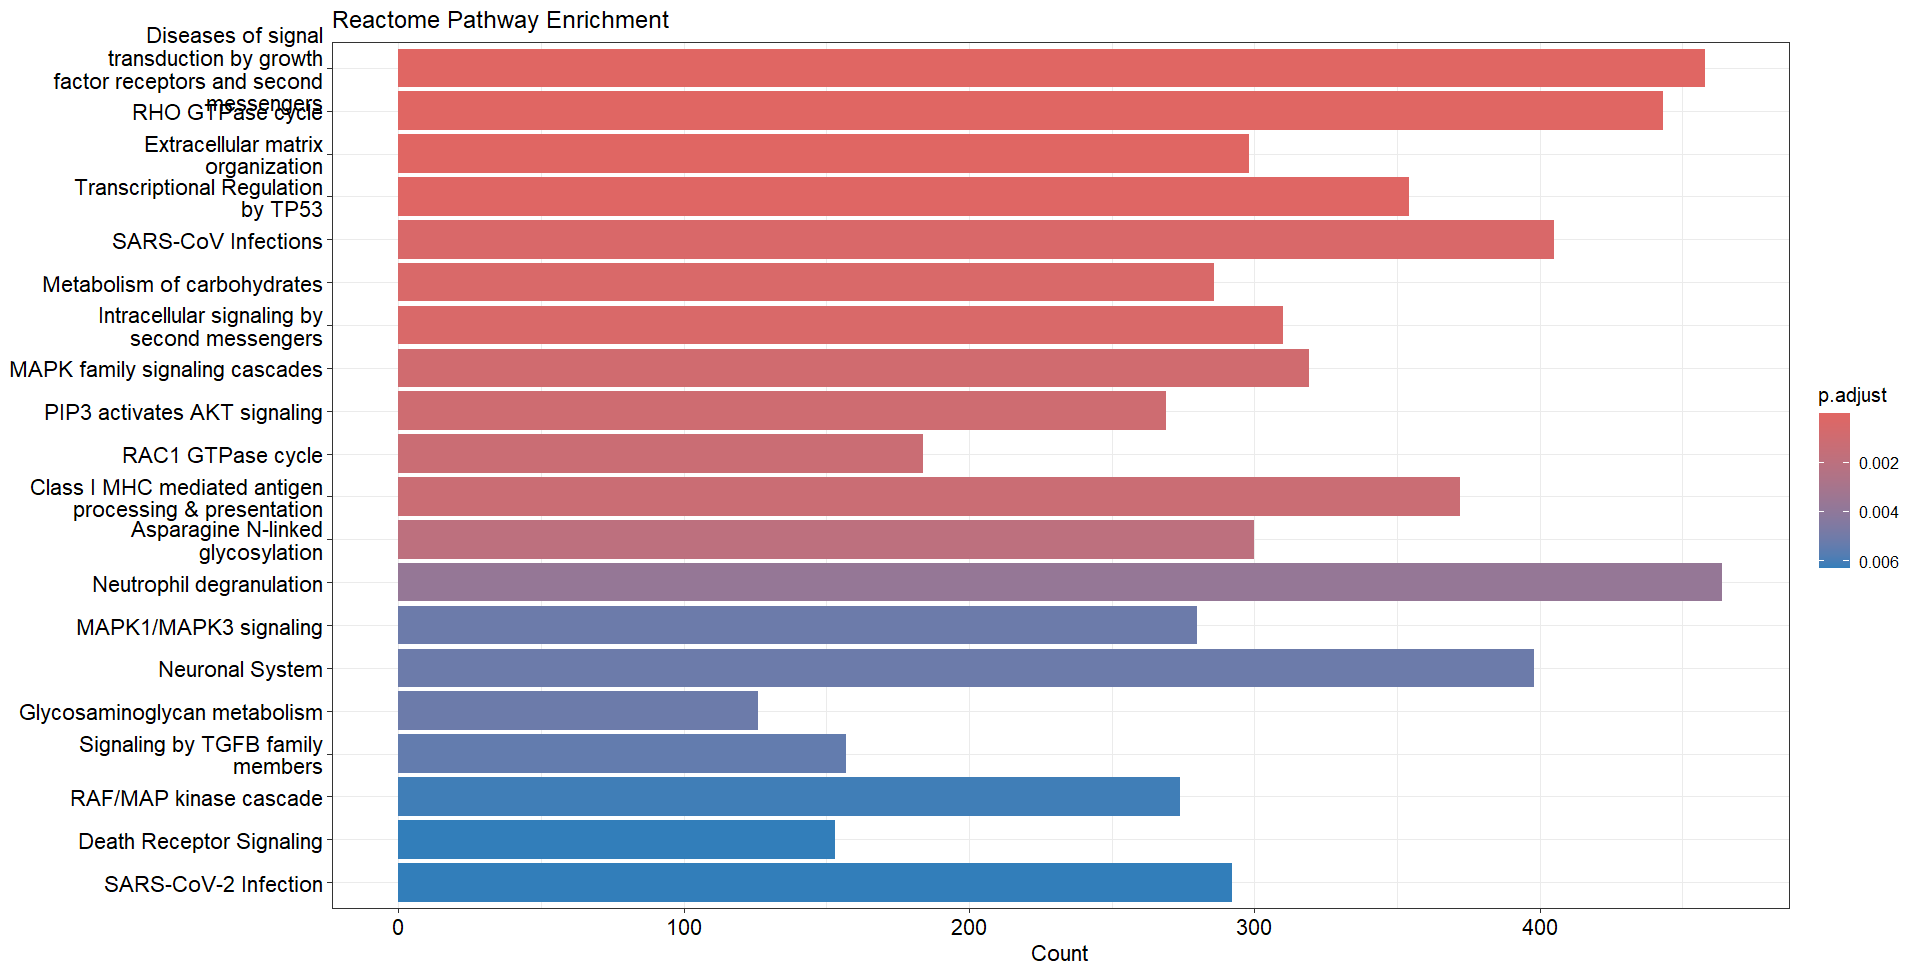 Reactome Pathway Enrichment
Diseases of signal
transduction by growth
factor receptors and second
messengers
RHO GTPase cycle
Extracellular matrix
organization
Transcriptional Regulation
by TP53
SARS-CoV Infections
Metabolism of carbohydrates
Intracellular signaling by
second messengers
MAPK family signaling cascades
PIP3 activates AKT signaling
RAC1 GTPase cycle
Class I MHC mediated antigen
processing & presentation
Asparagine N-linked
glycosylation
Neutrophil degranulation
MAPK1/MAPK3 signaling
Neuronal System
Glycosaminoglycan metabolism
Signaling by TGFB family
members
RAF/MAP kinase cascade
Death Receptor Signaling
SARS-CoV-2 Infection
0 100 200 300 400
Count
p.adjust
0.002
0.004
0.006